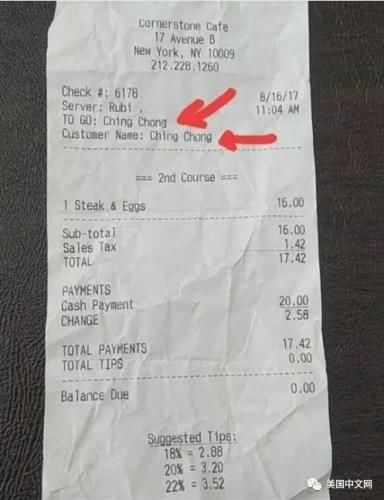 Cornerstone Cafe
17 Avenue B
New York, NY 10009
212.228.1260
Check #: 6178 8/16/17
Server: Rubi . 11:04 AM
TO GO: Ching Chong
Customer Name: Ching Chong
=== 2nd Course ===
1 Steak & Eggs 16.00
Sub-total 16.00
Sales Tax 1.42
TOTAL 17.42
PAYMENTS
Cash Payment 20.00
CHANGE 2.58
TOTAL PAYMENTS 17.42
TOTAL TIPS 0.00
Balance Due 0.00
Suggested Tips:
18% = 2.88
20% = 3.20
22% = 3.52
美国中文网